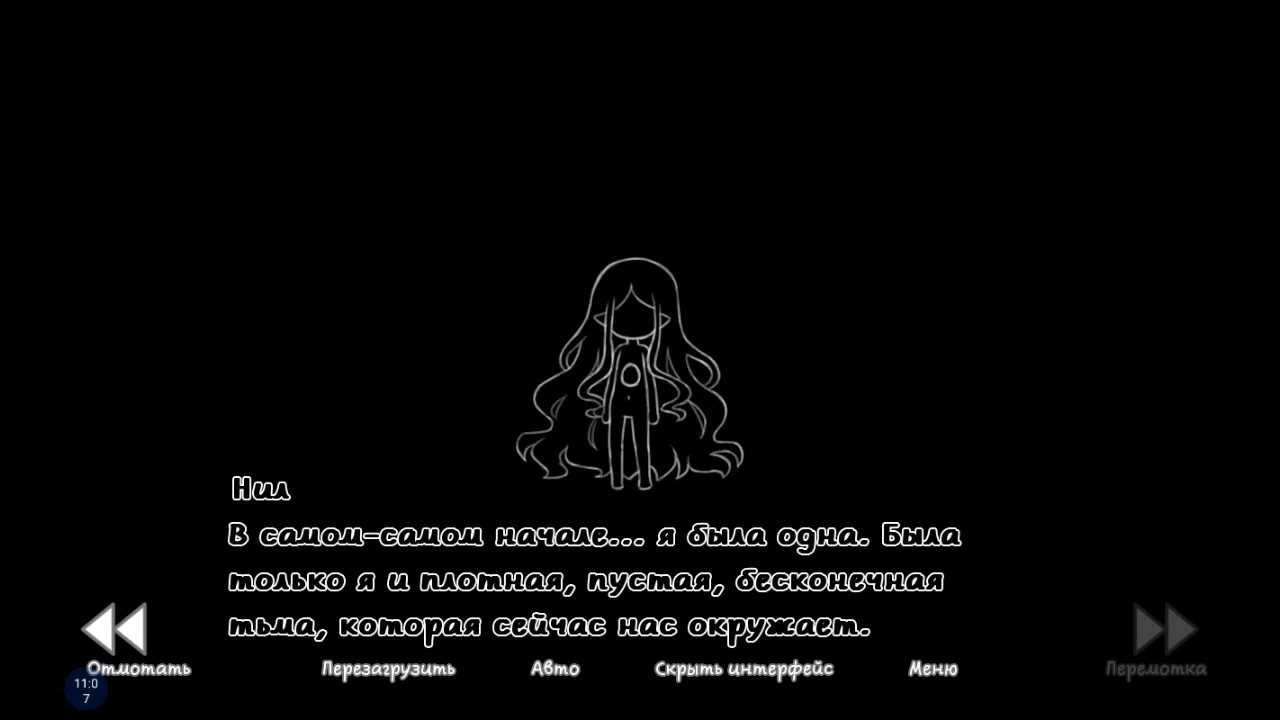 Нил
В самом-самом начале... я была одна. Была
только я и плотная, пустая, бесконечная
тьма, которая сейчас нас окружает.
Отмотать Перезагрузить Авто Скрыть интерфейс Меню Перемотка
11:0
7